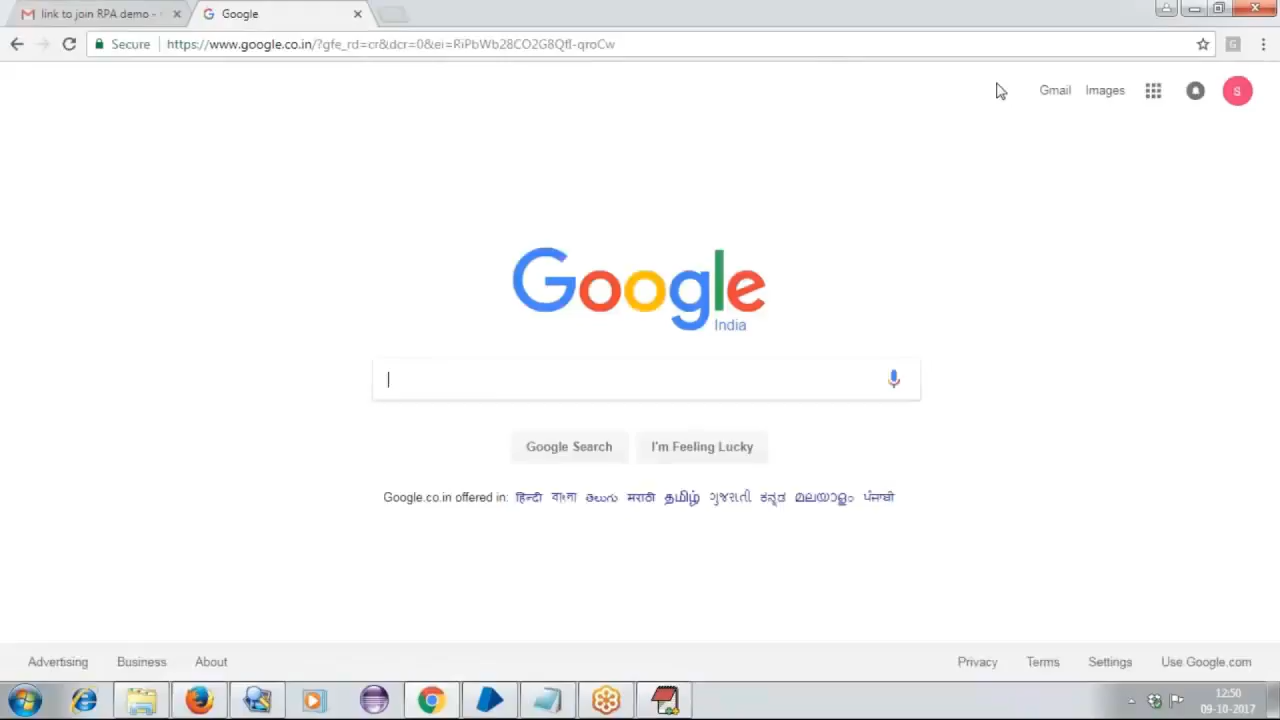 link to join RPA demo -
Google
Secure
https://www.google.co.in/?gfe_rd=cr&dcr=0&ei=RiPbWb28CO2G8QfI-qroCw
Gmail
Images
S
Google
India
Google Search
I'm Feeling Lucky
Google.co.in offered in: हिन्दी বাংলা తెలుగు मराठी தமிழ் ગુજરાતી ಕನ್ನಡ മലയാളം ਪੰਜਾਬੀ
Advertising
Business
About
Privacy
Terms
Settings
Use Google.com
12:50
09-10-2017